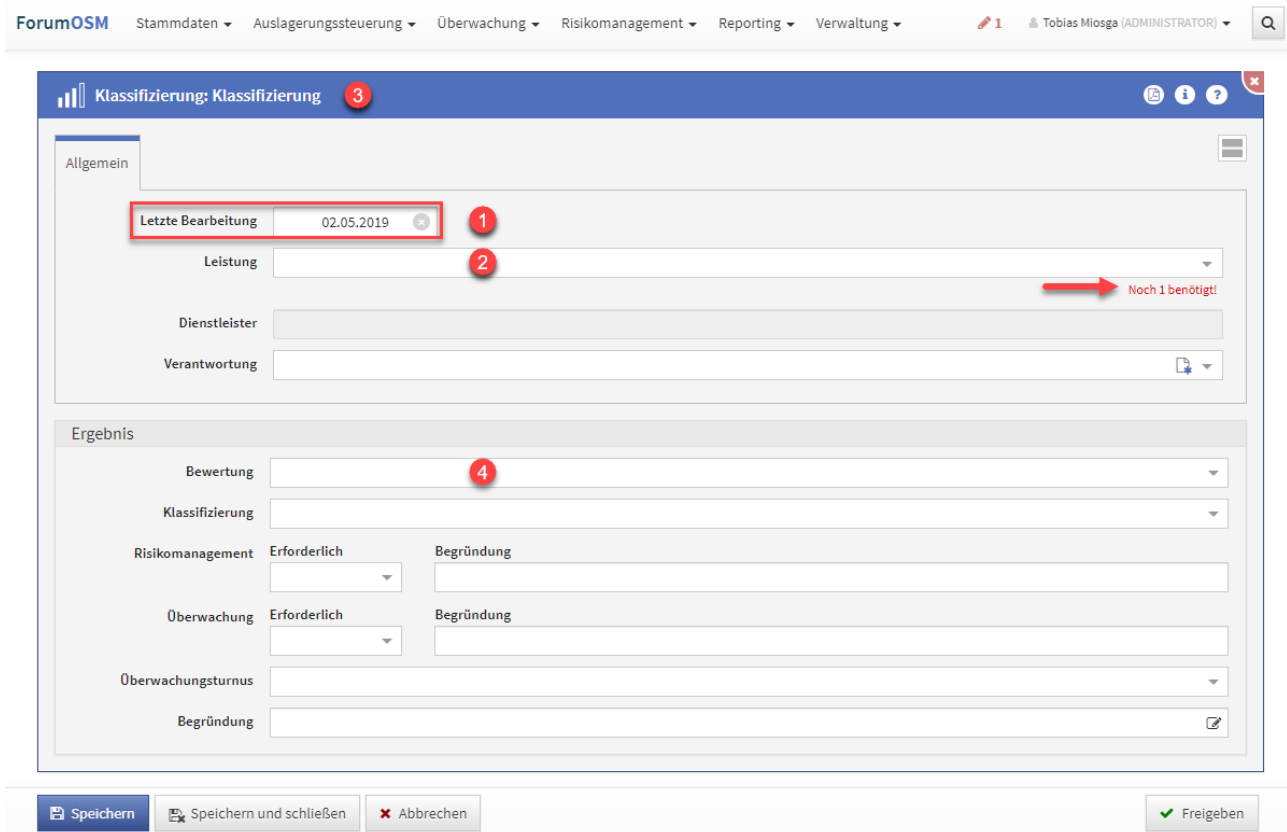 ForumOSM Stammdaten Auslagerungssteuerung Überwachung Risikomanagement Reporting Verwaltung 1 Tobias Miosga (ADMINISTRATOR)
Klassifizierung: Klassifizierung 3
Allgemein
Letzte Bearbeitung 02.05.2019 1
Leistung 2
Noch 1 benötigt!
Dienstleister
Verantwortung
Ergebnis
Bewertung 4
Klassifizierung
Risikomanagement Erforderlich Begründung
Überwachung Erforderlich Begründung
Überwachungsturnus
Begründung
Speichern Speichern und schließen Abbrechen Freigeben